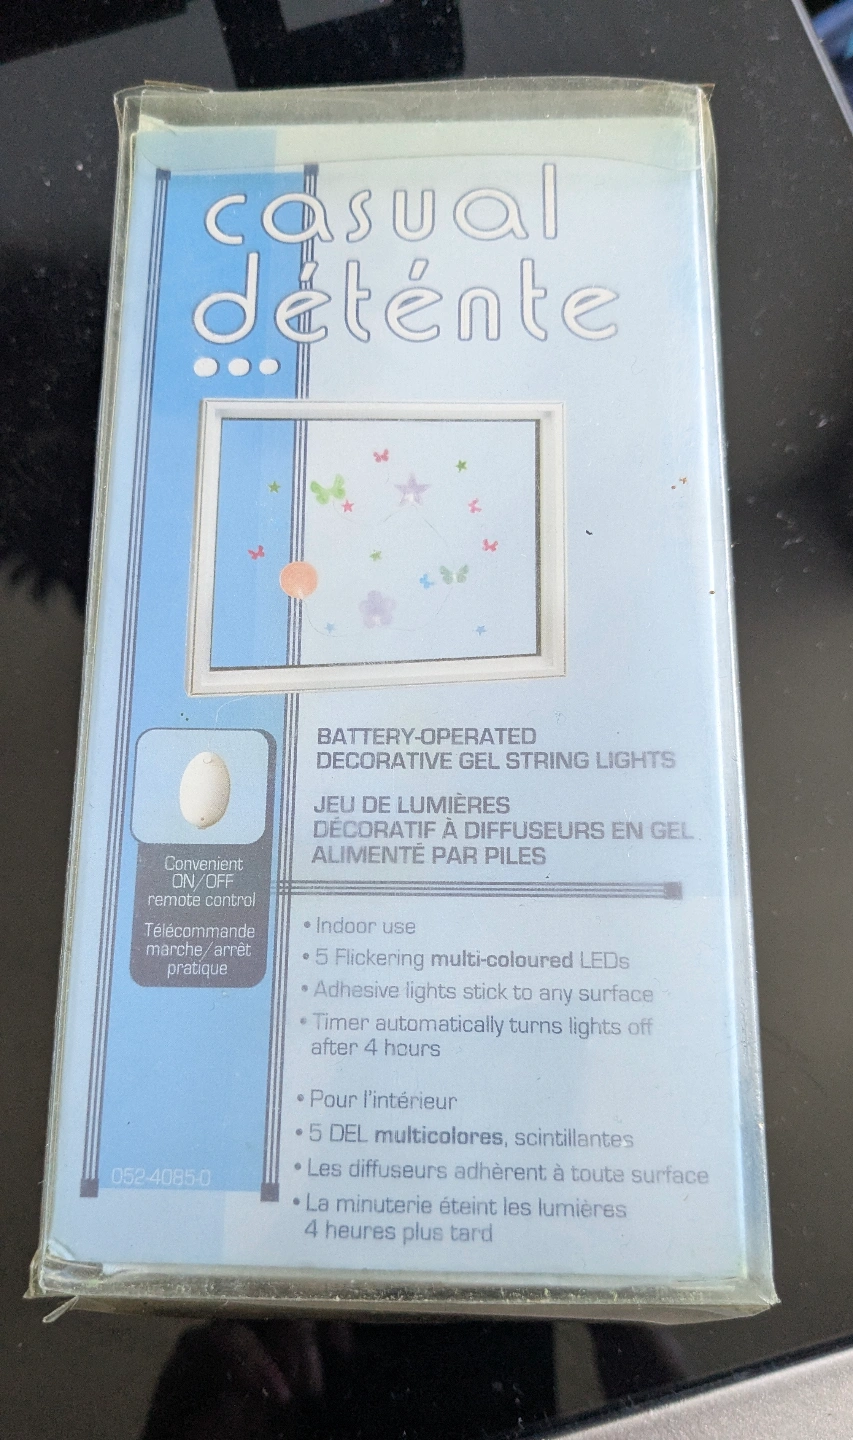 casual
déténte
BATTERY-OPERATED
DECORATIVE GEL STRING LIGHTS
JEU DE LUMIÈRES
DÉCORATIF À DIFFUSEURS EN GEL
ALIMENTÉ PAR PILES
Convenient
ON/OFF
remote control
Télécommande
marche/arrêt
pratique
• Indoor use
• 5 Flickering multi-coloured LEDs
• Adhesive lights stick to any surface
• Timer automatically turns lights off
after 4 hours
• Pour l'intérieur
• 5 DEL multicolores, scintillantes
• Les diffuseurs adhèrent à toute surface
• La minuterie éteint les lumières
4 heures plus tard
052-4085-0